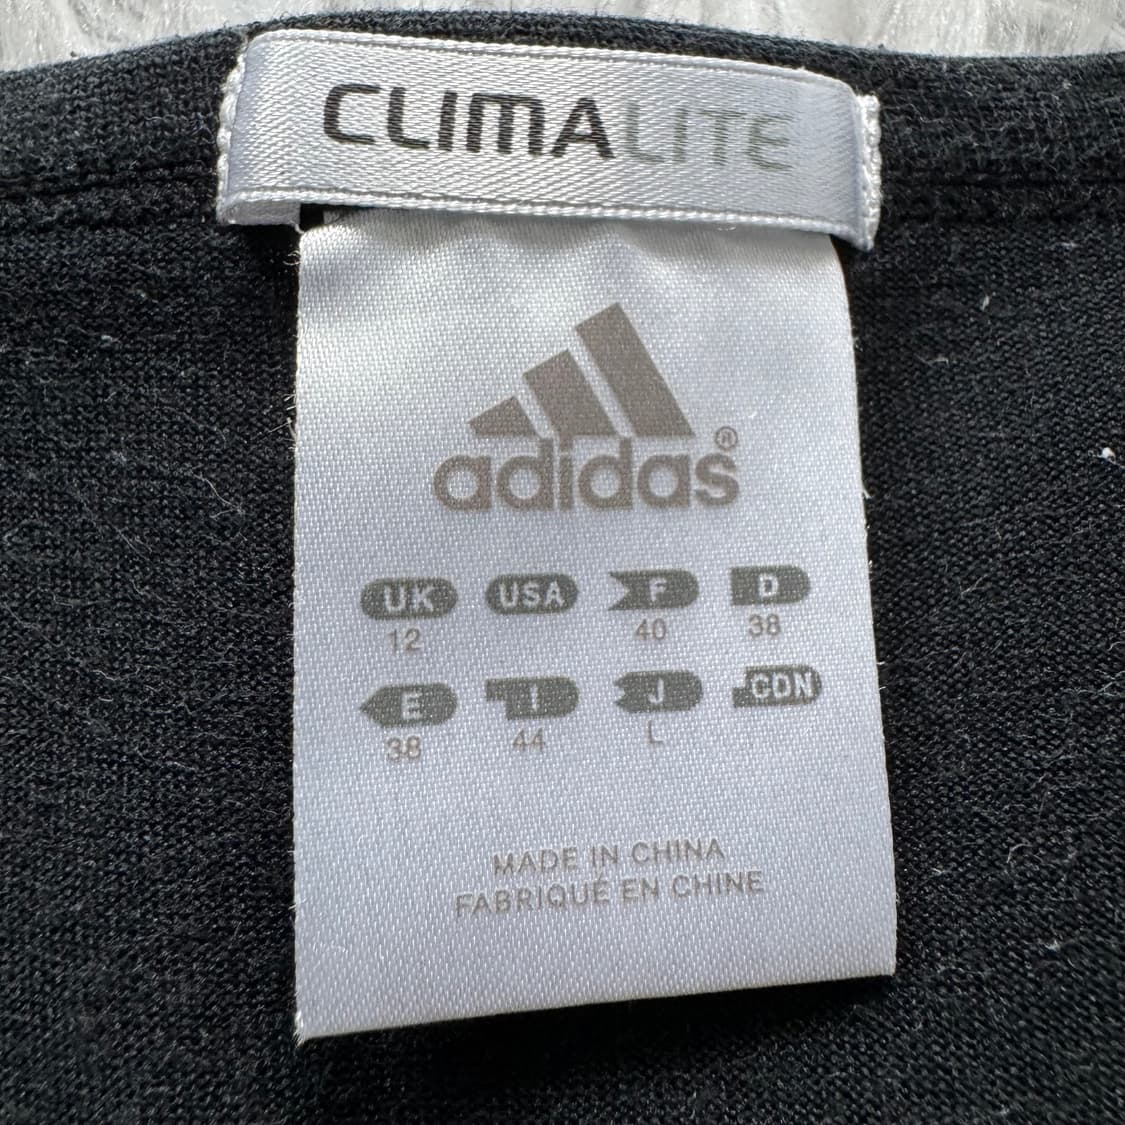 CLIMALITE
adidas®
UK USA F D
12 40 38
E I J CDN
38 44 L
MADE IN CHINA
FABRIQUÉ EN CHINE